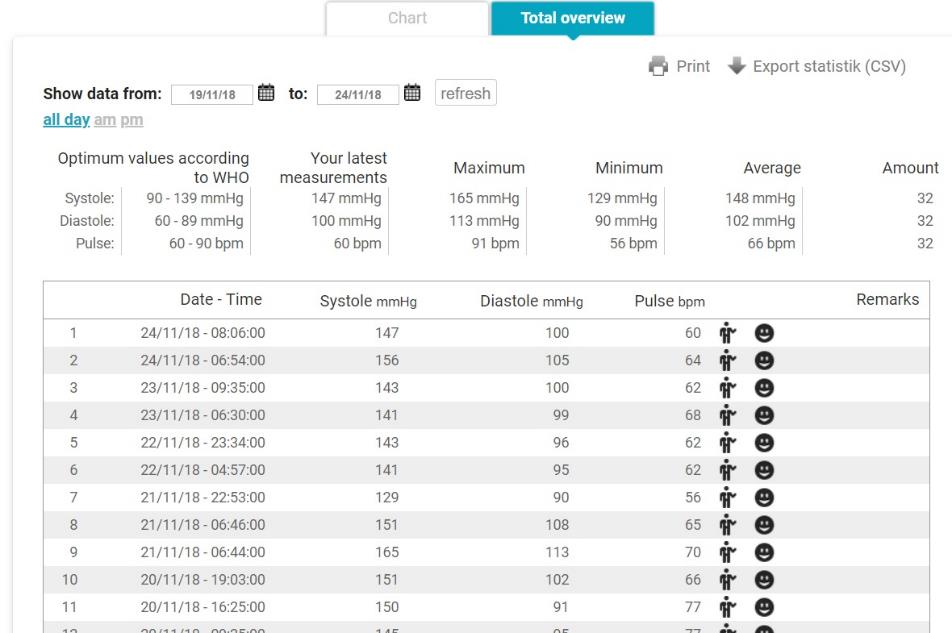 Chart Total overview
Print Export statistik (CSV)
Show data from: 19/11/18 to: 24/11/18 refresh
all day am pm
Optimum values according to WHO Your latest measurements Maximum Minimum Average Amount
Systole: 90 - 139 mmHg 147 mmHg 165 mmHg 129 mmHg 148 mmHg 32
Diastole: 60 - 89 mmHg 100 mmHg 113 mmHg 90 mmHg 102 mmHg 32
Pulse: 60 - 90 bpm 60 bpm 91 bpm 56 bpm 66 bpm 32
Date - Time Systole mmHg Diastole mmHg Pulse bpm Remarks
1 24/11/18 - 08:06:00 147 100 60
2 24/11/18 - 06:54:00 156 105 64
3 23/11/18 - 09:35:00 143 100 62
4 23/11/18 - 06:30:00 141 99 68
5 22/11/18 - 23:34:00 143 96 62
6 22/11/18 - 04:57:00 141 95 62
7 21/11/18 - 22:53:00 129 90 56
8 21/11/18 - 06:46:00 151 108 65
9 21/11/18 - 06:44:00 165 113 70
10 20/11/18 - 19:03:00 151 102 66
11 20/11/18 - 16:25:00 150 91 77